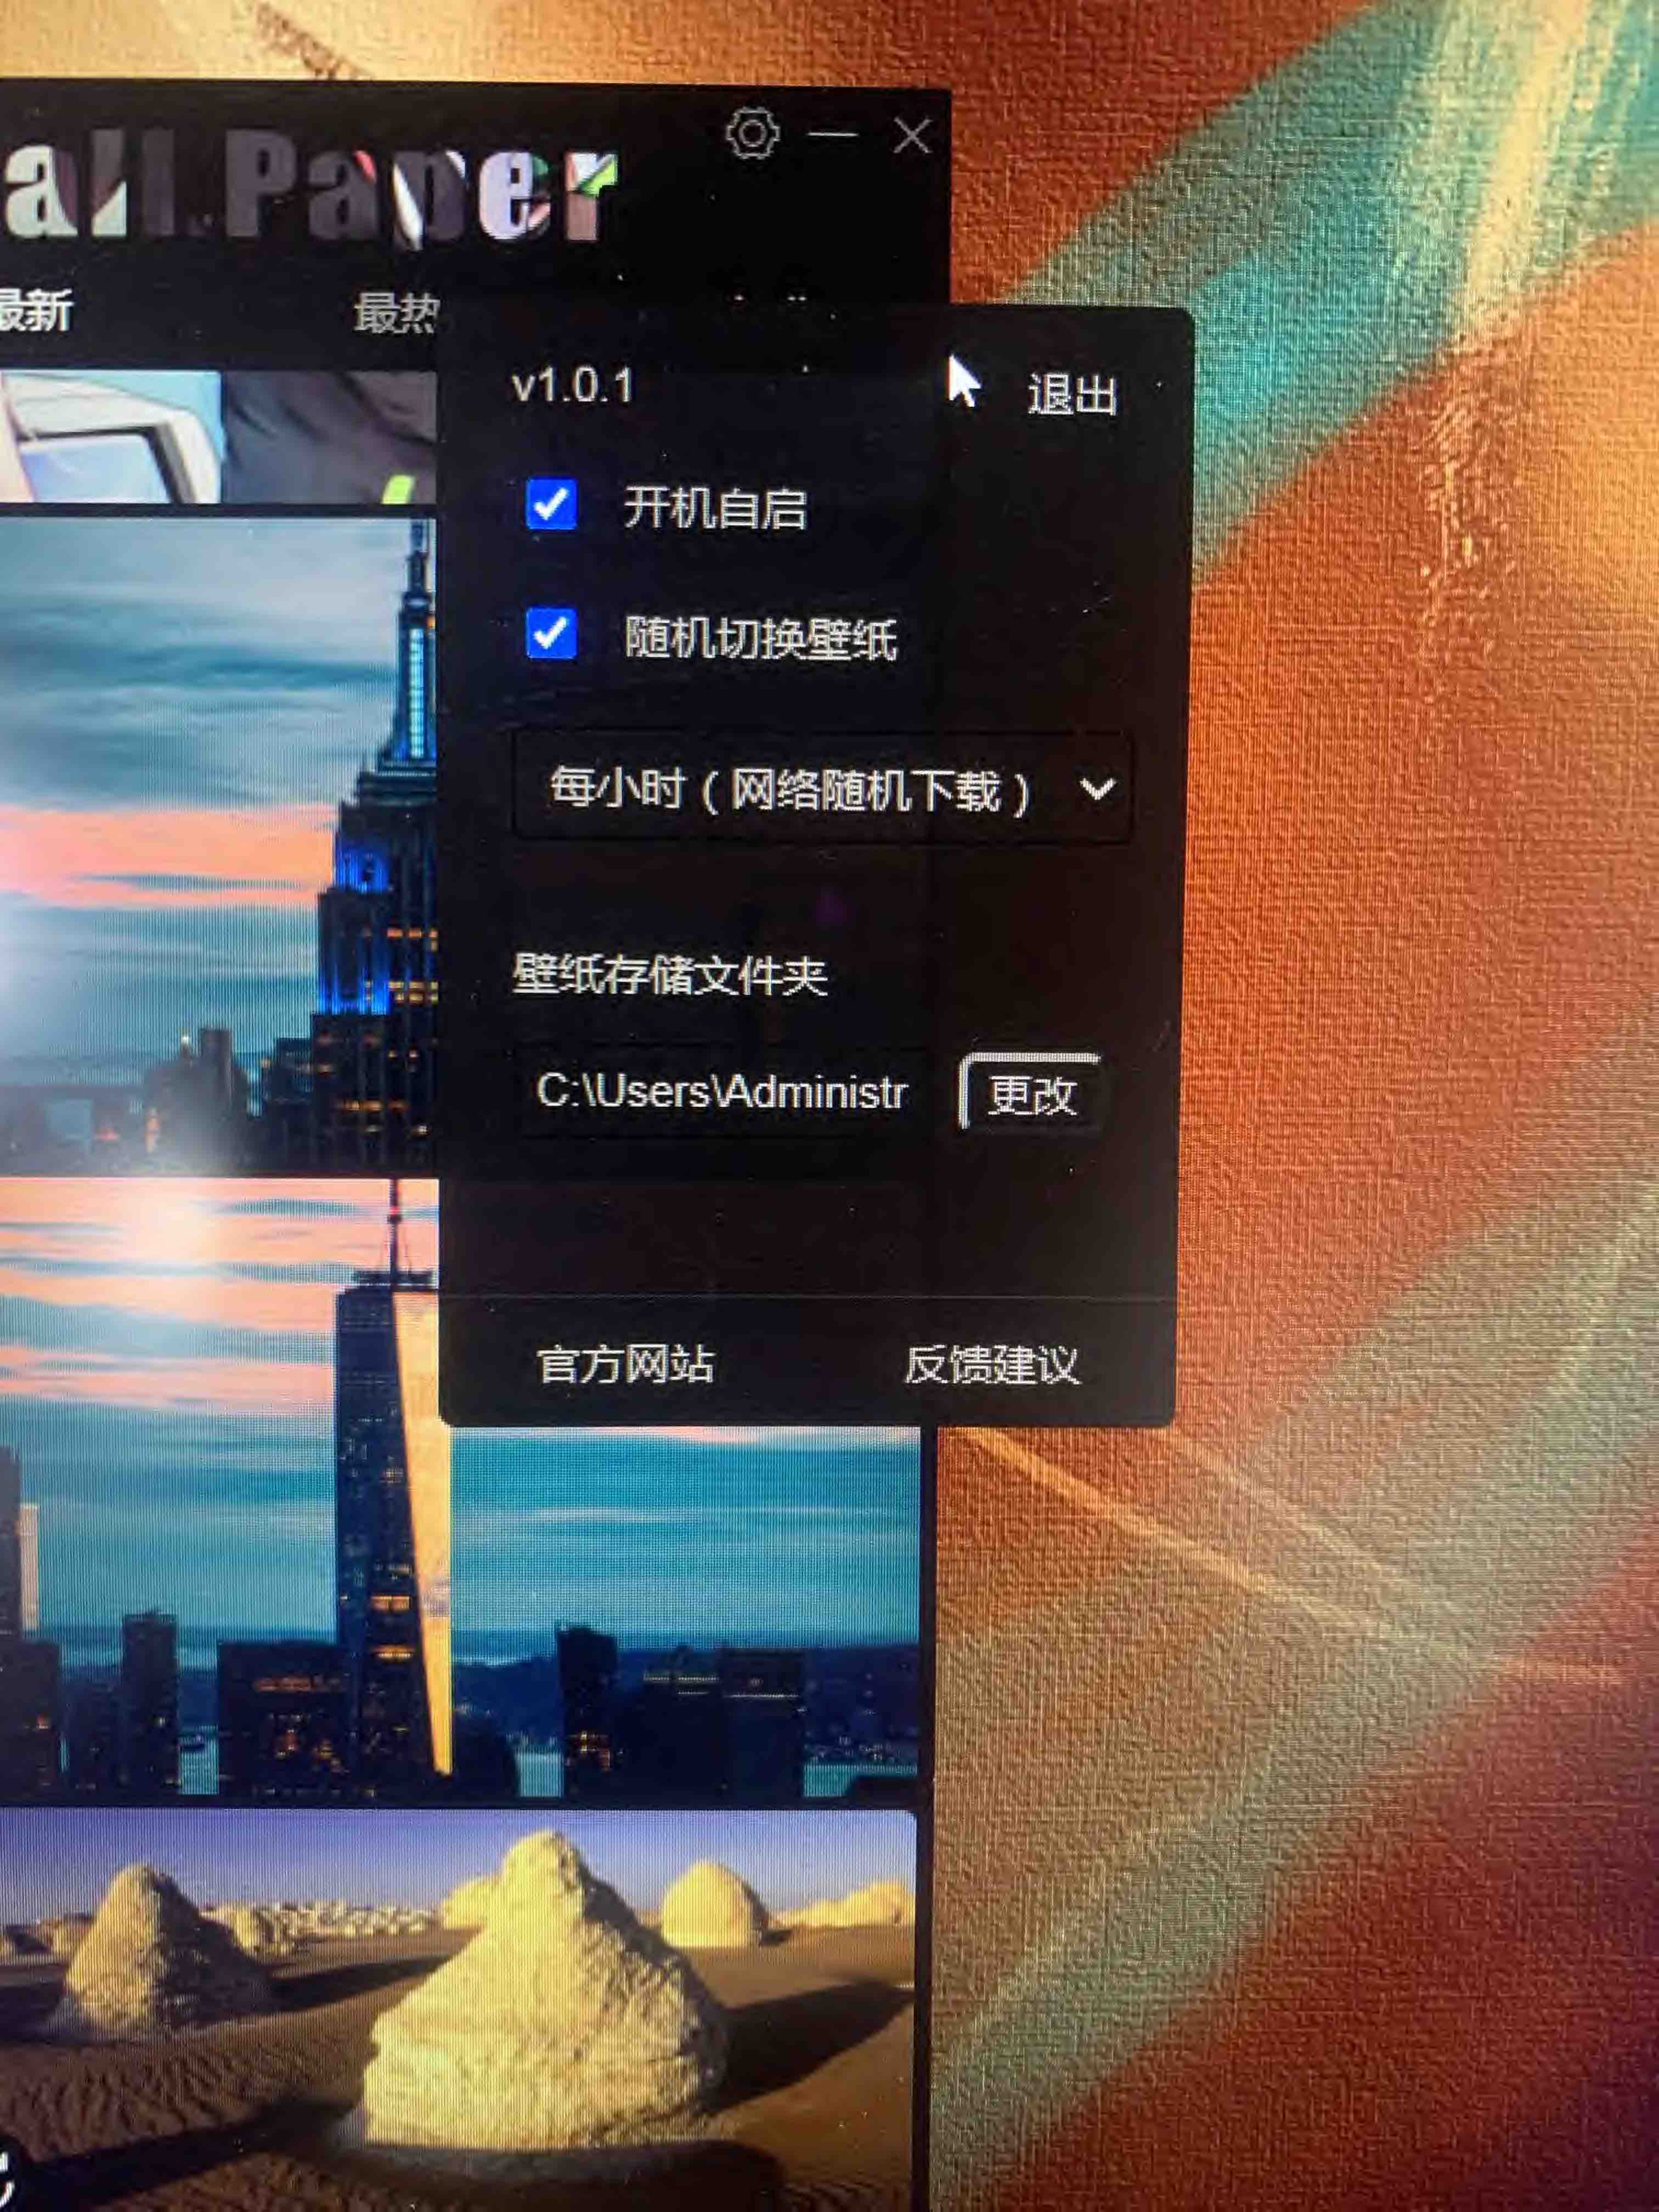 all Paper
最新
最热
v1.0.1
退出
开机自启
随机切换壁纸
每小时（网络随机下载）
壁纸存储文件夹
C:\Users\Administr
更改
官方网站
反馈建议